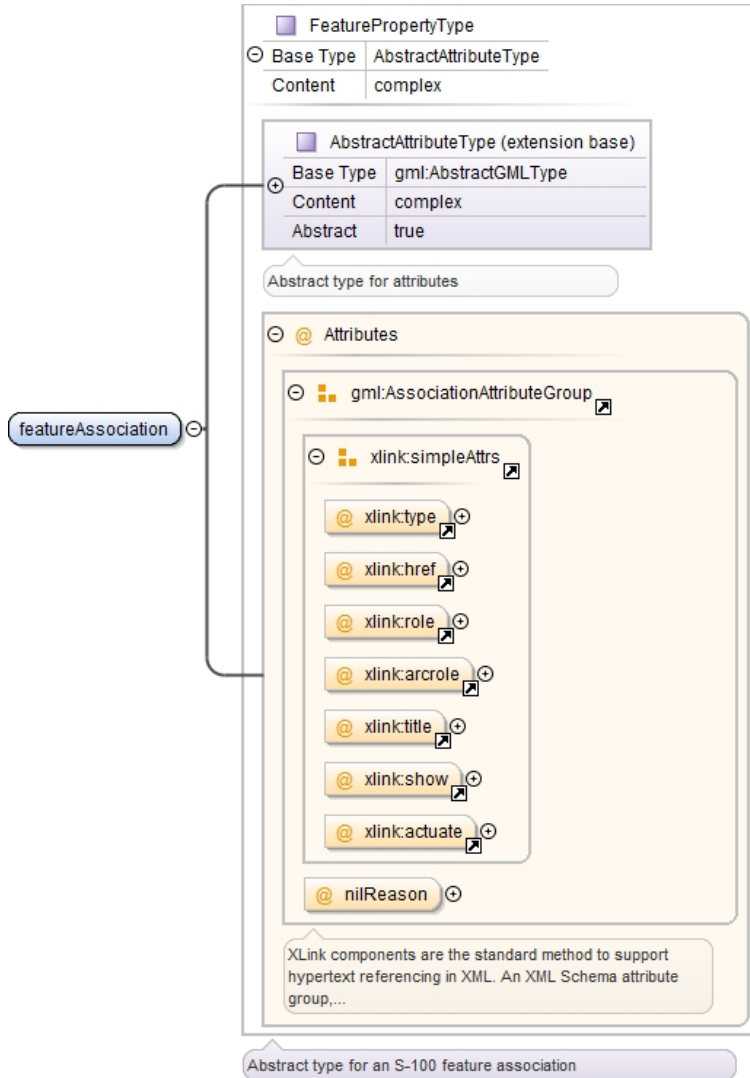 FeaturePropertyType
Base Type AbstractAttributeType
Content complex
AbstractAttributeType (extension base)
Base Type gml:AbstractGMLType
Content complex
Abstract true
Abstract type for attributes
@ Attributes
gml:AssociationAttributeGroup
featureAssociation
xlink:simpleAttrs
@ xlink:type
@ xlink:href
@ xlink:role
@ xlink:arcrole
@ xlink:title
@ xlink:show
@ xlink:actuate
@ nilReason
XLink components are the standard method to support
hypertext referencing in XML. An XML Schema attribute
group,...
Abstract type for an S-100 feature association